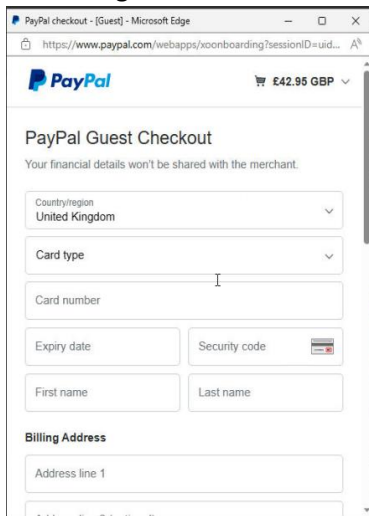 PayPal checkout - [Guest] - Microsoft Edge
https://www.paypal.com/webapps/xoonboarding?sessionID=uid...
PayPal £42.95 GBP
PayPal Guest Checkout
Your financial details won't be shared with the merchant.
Country/region
United Kingdom
Card type
Card number
Expiry date Security code
First name Last name
Billing Address
Address line 1